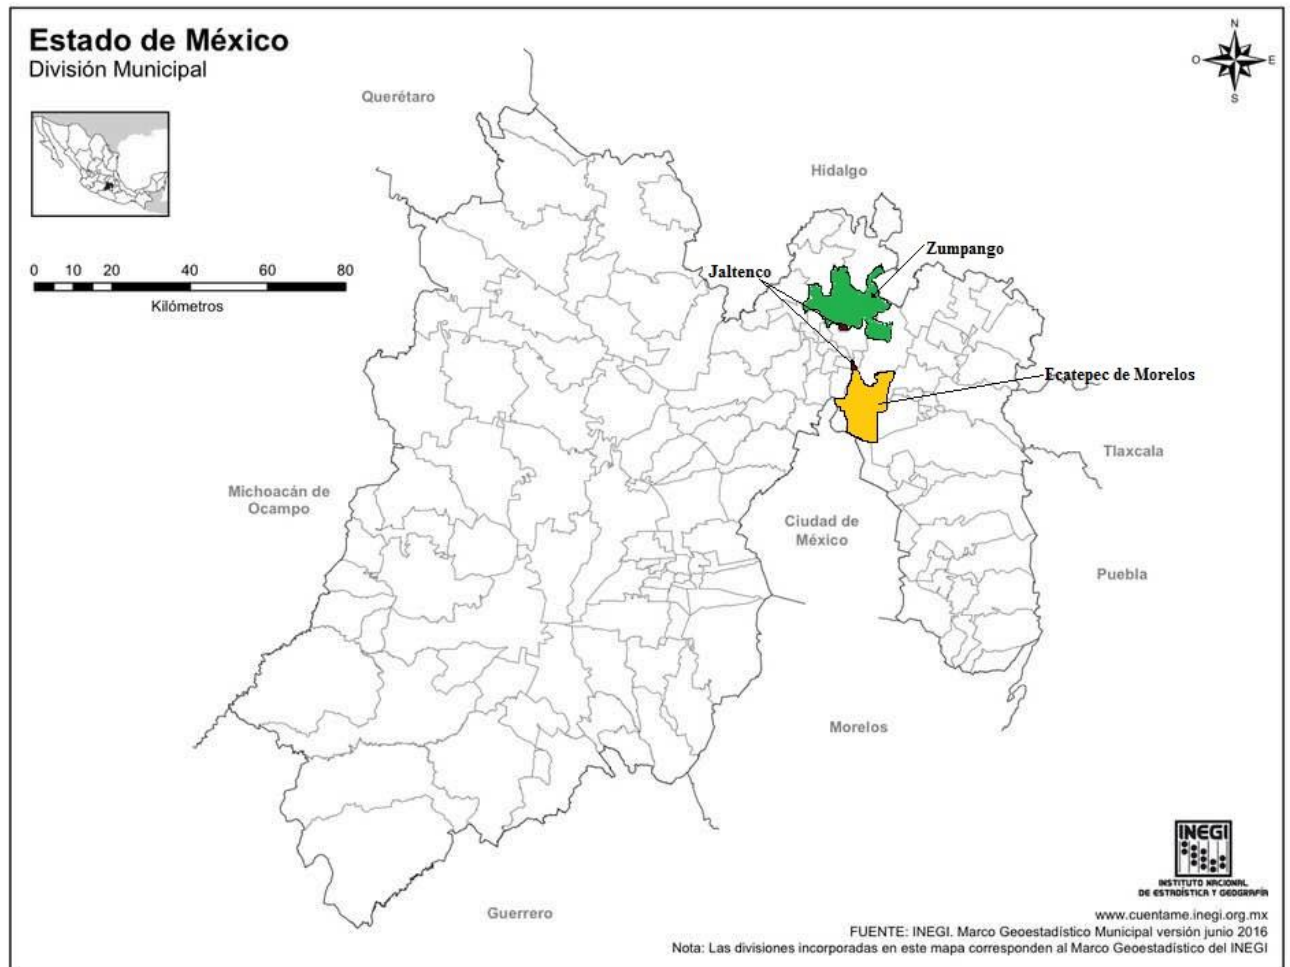 Estado de México
División Municipal
N
O
E
S
Querétaro
Hidalgo
Zumpango
Jaltenco
0 10 20 40 60 80
Kilómetros
Ecatepec de Morelos
Tlaxcala
Michoacán de
Ocampo
Ciudad de
México
Puebla
Morelos
Guerrero
INEGI
INSTITUTO NACIONAL
DE ESTADÍSTICA Y GEOGRAFÍA
www.cuentame.inegi.org.mx
FUENTE: INEGI. Marco Geoestadístico Municipal versión junio 2016
Nota: Las divisiones incorporadas en este mapa corresponden al Marco Geoestadístico del INEGI